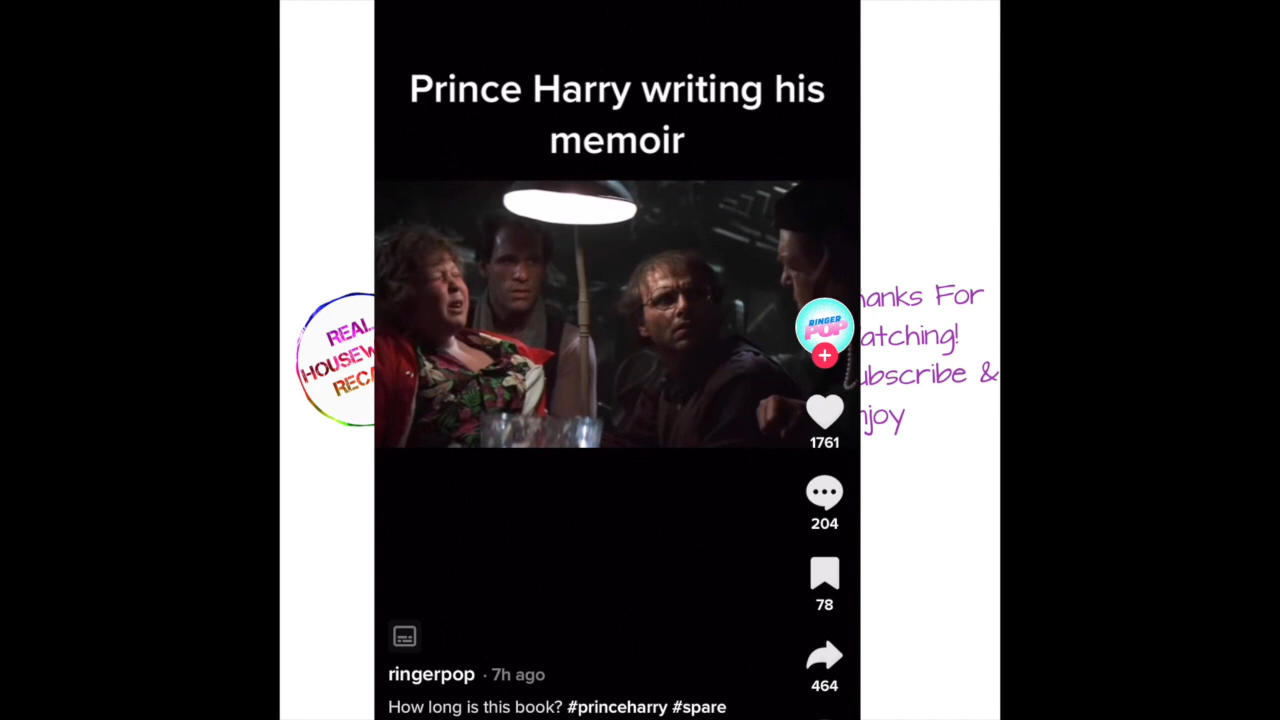 Prince Harry writing his
memoir
REAL
HOUSEW
RECA
RINGER
POP
hanks For
atching!
ubscribe &
njoy
1761
204
78
464
ringerpop · 7h ago
How long is this book? #princeharry #spare